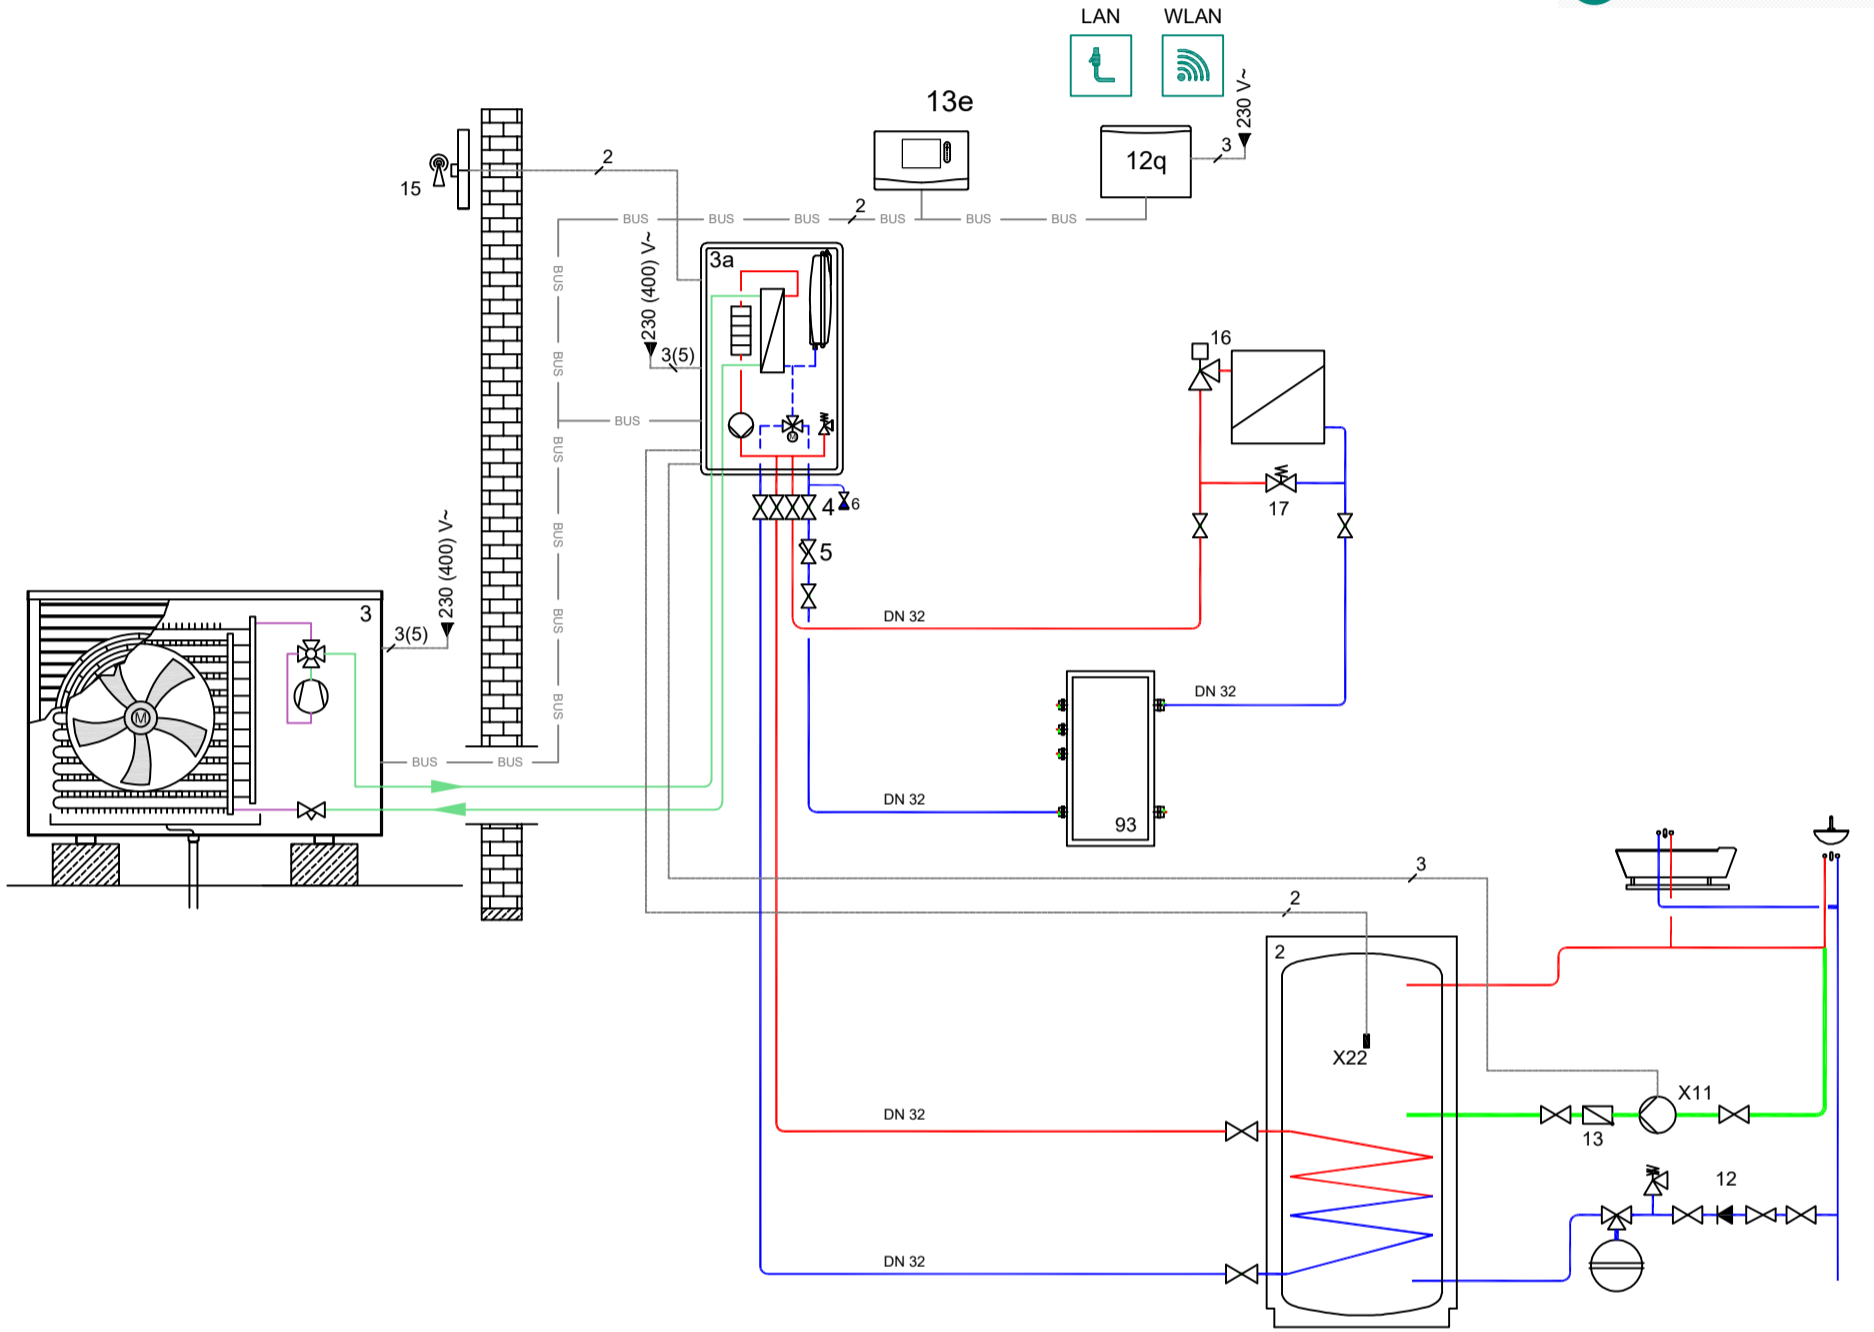 LAN WLAN
13e
230 V~
12q
3
15
2
BUS BUS BUS 2 BUS BUS BUS
230 (400) V~
3a
BUS
16
3(5)
BUS
BUS
BUS
17
4 6
BUS
5
230 (400) V~
3
3(5)
BUS
DN 32
DN 32
BUS
BUS BUS
M
DN 32
93
3
2
2
X22
X11
DN 32
13
12
DN 32